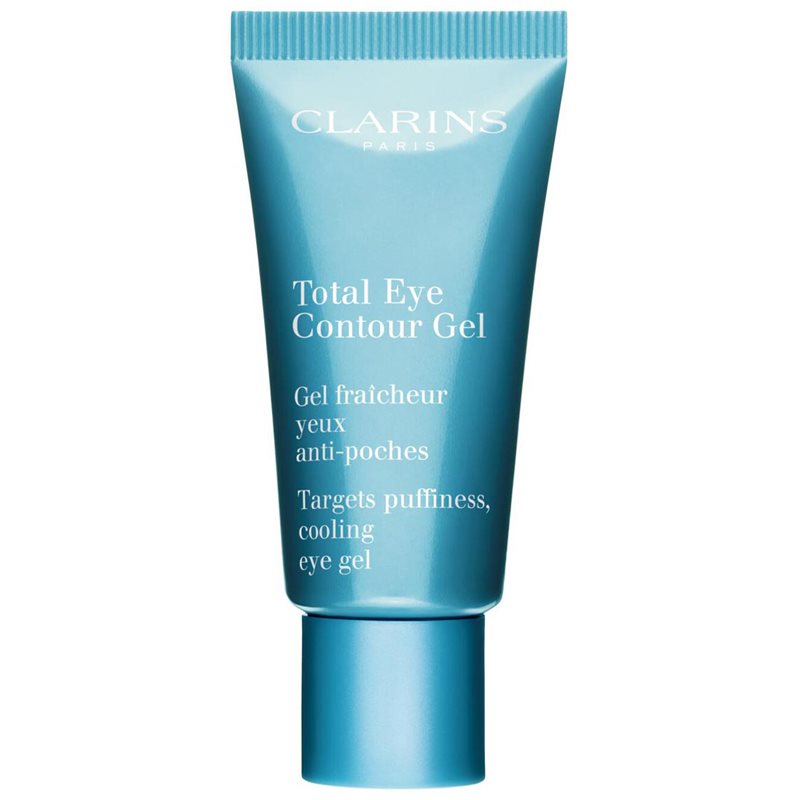 CLARINS
PARIS
Total Eye
Contour Gel
Gel fraîcheur
yeux
anti-poches
Targets puffiness,
cooling
eye gel